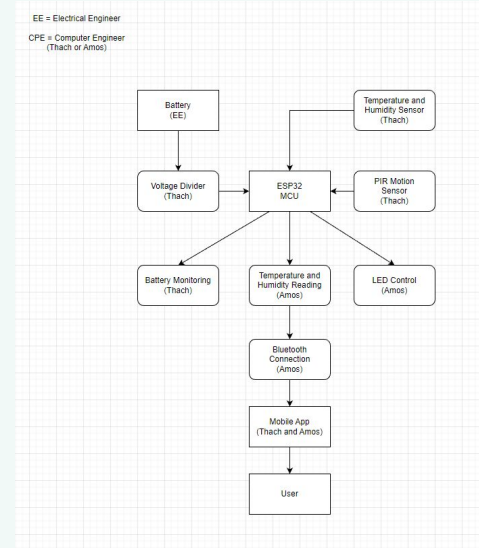 EE = Electrical Engineer
CPE = Computer Engineer
(Thach or Amos)
Battery
(EE)
Temperature and
Humidity Sensor
(Thach)
Voltage Divider
(Thach)
ESP32
MCU
PIR Motion
Sensor
(Thach)
Battery Monitoring
(Thach)
Temperature and
Humidity Reading
(Amos)
LED Control
(Amos)
Bluetooth
Connection
(Amos)
Mobile App
(Thach and Amos)
User